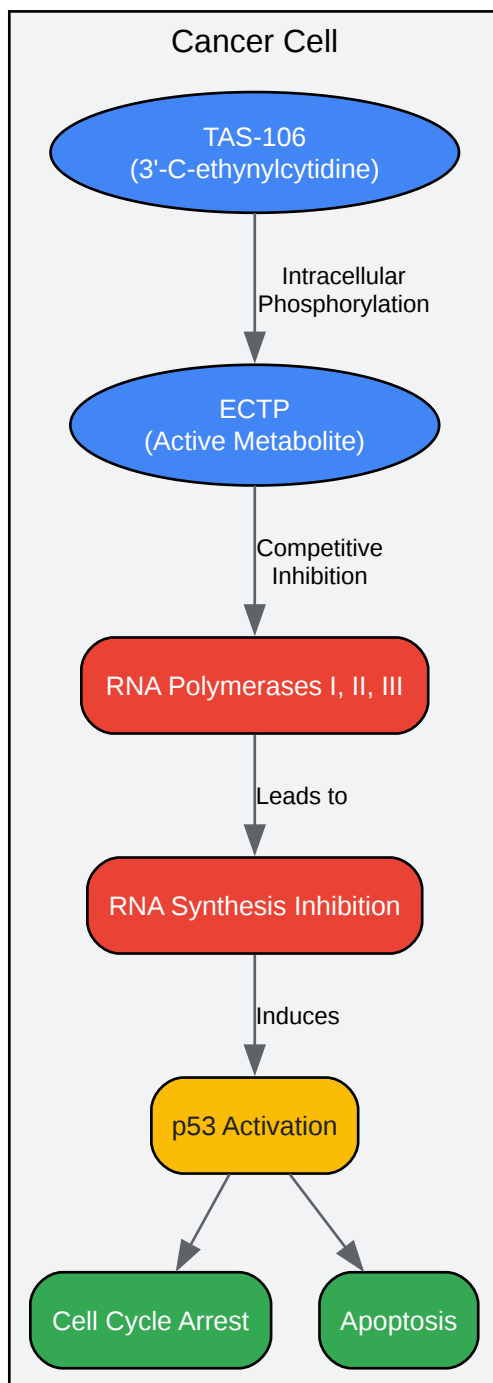 Cancer Cell
TAS-106
(3'-C-ethynylcytidine)
Intracellular
Phosphorylation
ECTP
(Active Metabolite)
Competitive
Inhibition
RNA Polymerases I, II, III
Leads to
RNA Synthesis Inhibition
Induces
p53 Activation
Cell Cycle Arrest
Apoptosis